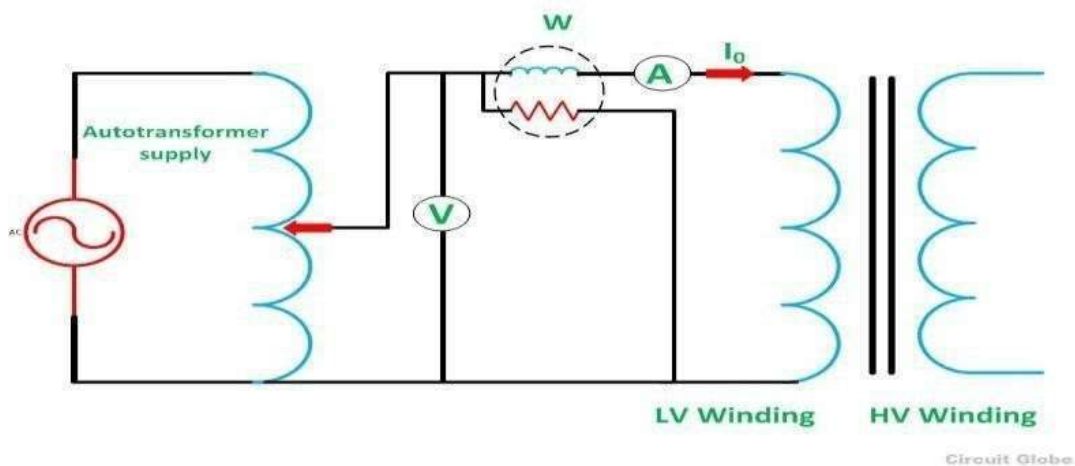 W
A
I₀
Autotransformer
supply
AC
V
LV Winding
HV Winding
Circuit Globe